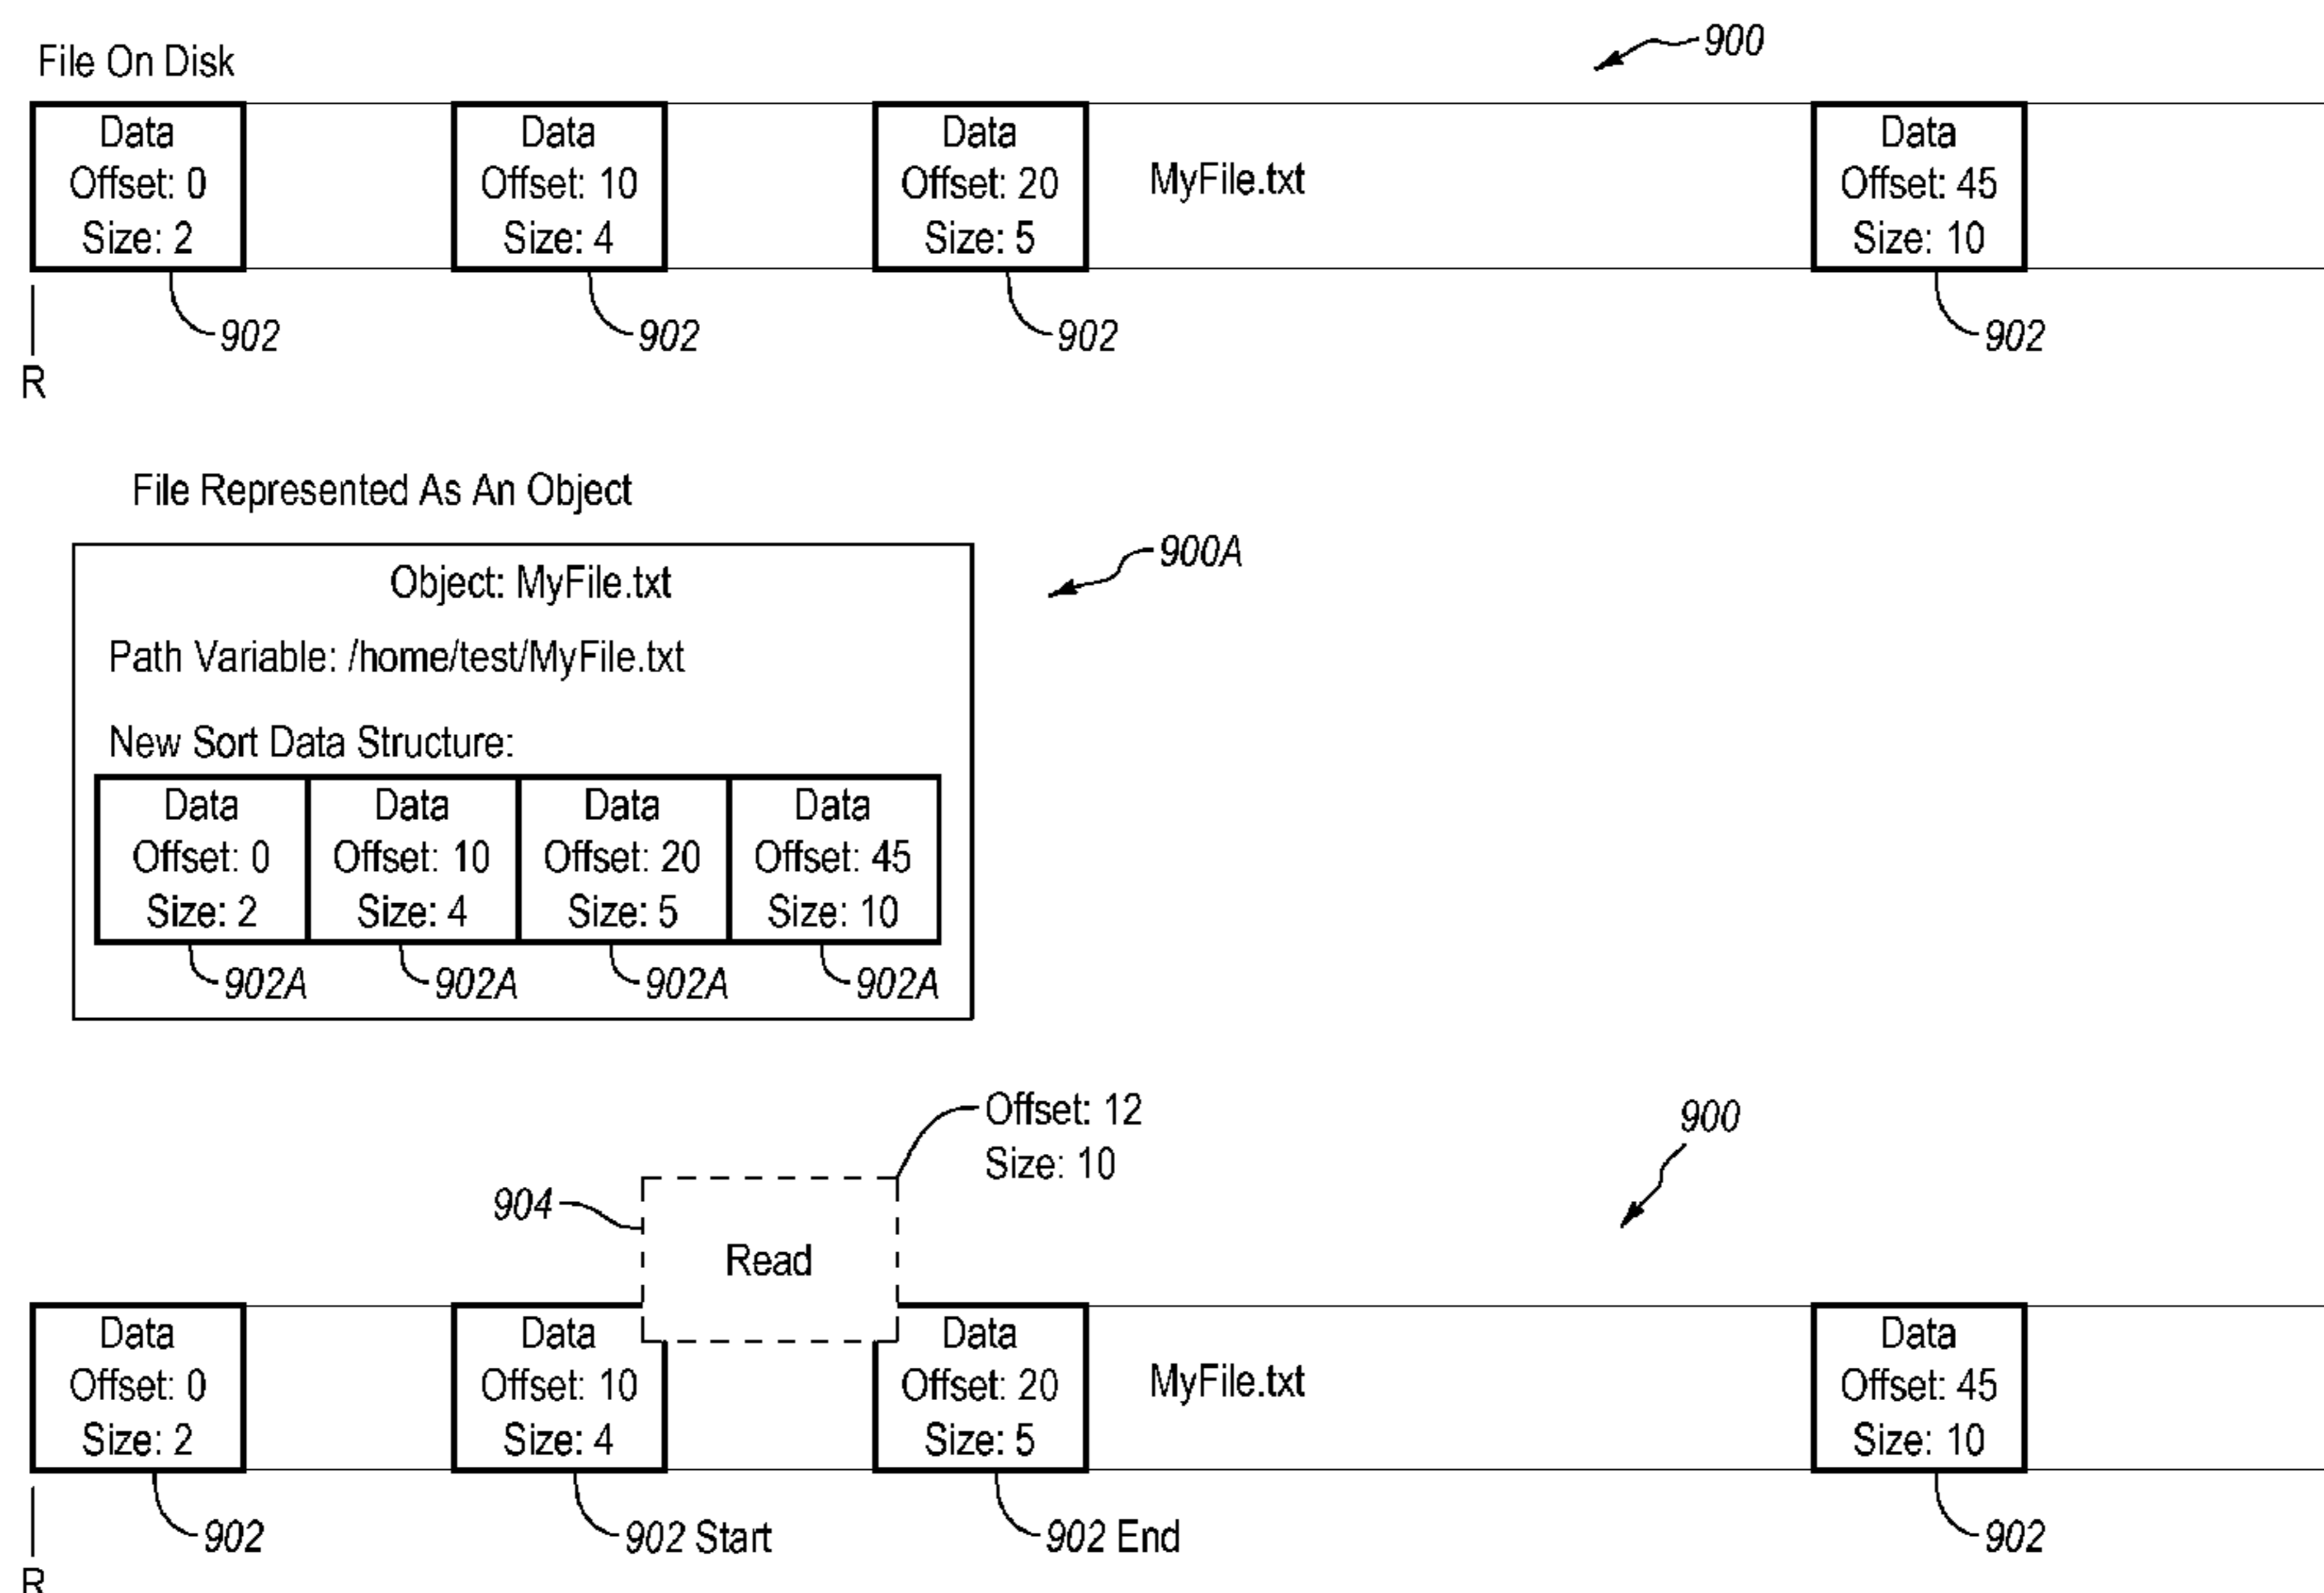 900
File On Disk
Data
Offset: 0
Size: 2
Data
Offset: 10
Size: 4
Data
Offset: 20
Size: 5
MyFile.txt
Data
Offset: 45
Size: 10
902
902
902
902
R
File Represented As An Object
900A
Object: MyFile.txt
Path Variable: /home/test/MyFile.txt
New Sort Data Structure:
Data
Offset: 0
Size: 2
Data
Offset: 10
Size: 4
Data
Offset: 20
Size: 5
Data
Offset: 45
Size: 10
902A
902A
902A
902A
Offset: 12
Size: 10
900
904
Read
Data
Offset: 0
Size: 2
Data
Offset: 10
Size: 4
Data
Offset: 20
Size: 5
MyFile.txt
Data
Offset: 45
Size: 10
902
902 Start
902 End
902
R